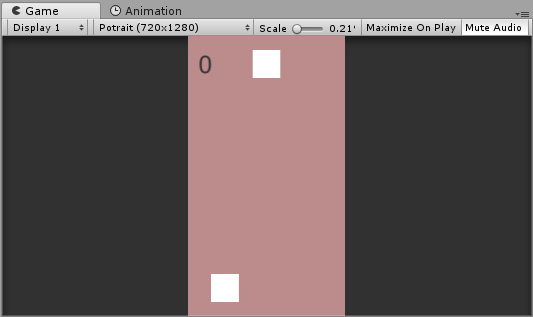 Game Animation
Display 1 Potrait (720x1280) Scale 0.21' Maximize On Play Mute Audio
0